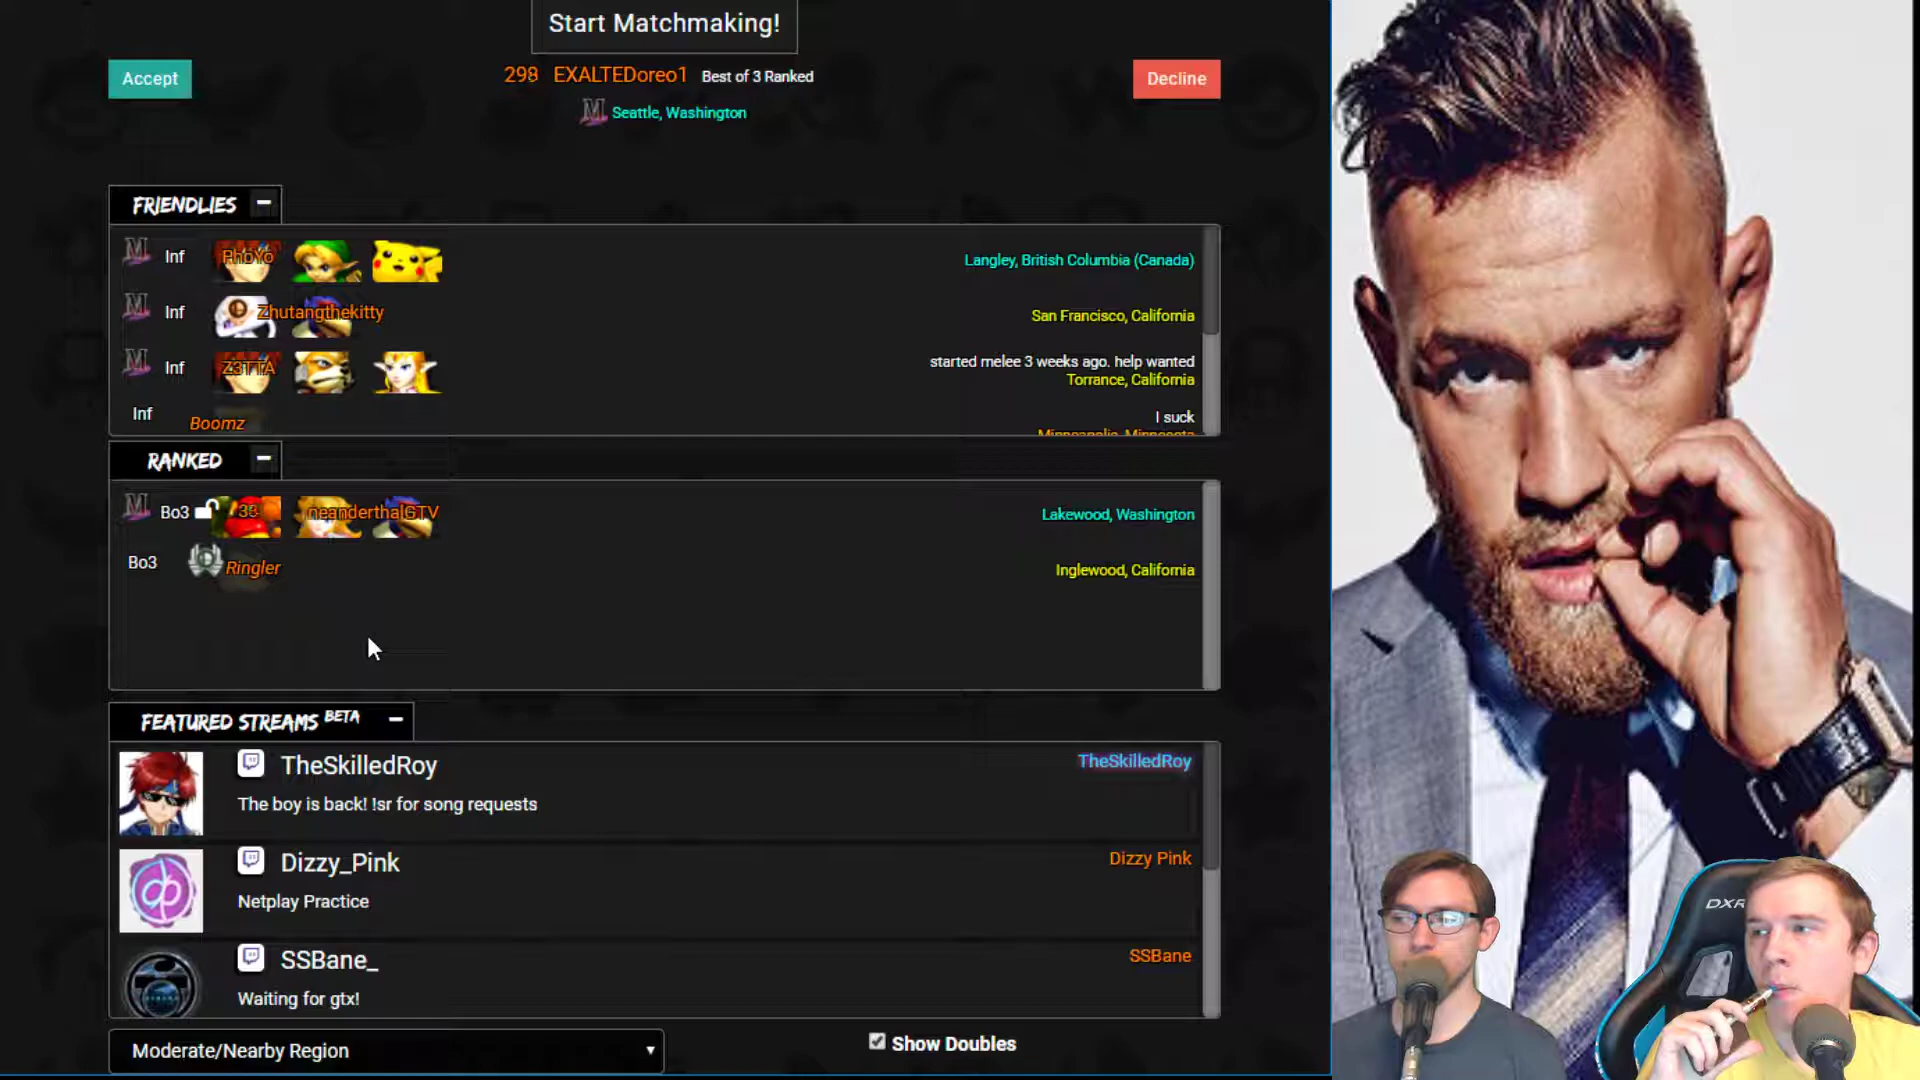 Start Matchmaking!
Accept
298 EXALTEDoreo1 Best of 3 Ranked
Decline
Seattle, Washington
FRIENDLIES
Inf PhoYo Langley, British Columbia (Canada)
Inf Zhutangthekitty San Francisco, California
started melee 3 weeks ago. help wanted
Inf Z3TTA Torrance, California
Inf Boomz I suck
Minneapolis, Minnesota
RANKED
Bo3 38 neanderthalGTV Lakewood, Washington
Bo3 Ringler Inglewood, California
FEATURED STREAMS BETA
TheSkilledRoy TheSkilledRoy
The boy is back! !sr for song requests
Dizzy_Pink Dizzy Pink
Netplay Practice
SSBane_ SSBane
Waiting for gtx!
Moderate/Nearby Region
Show Doubles
DXR